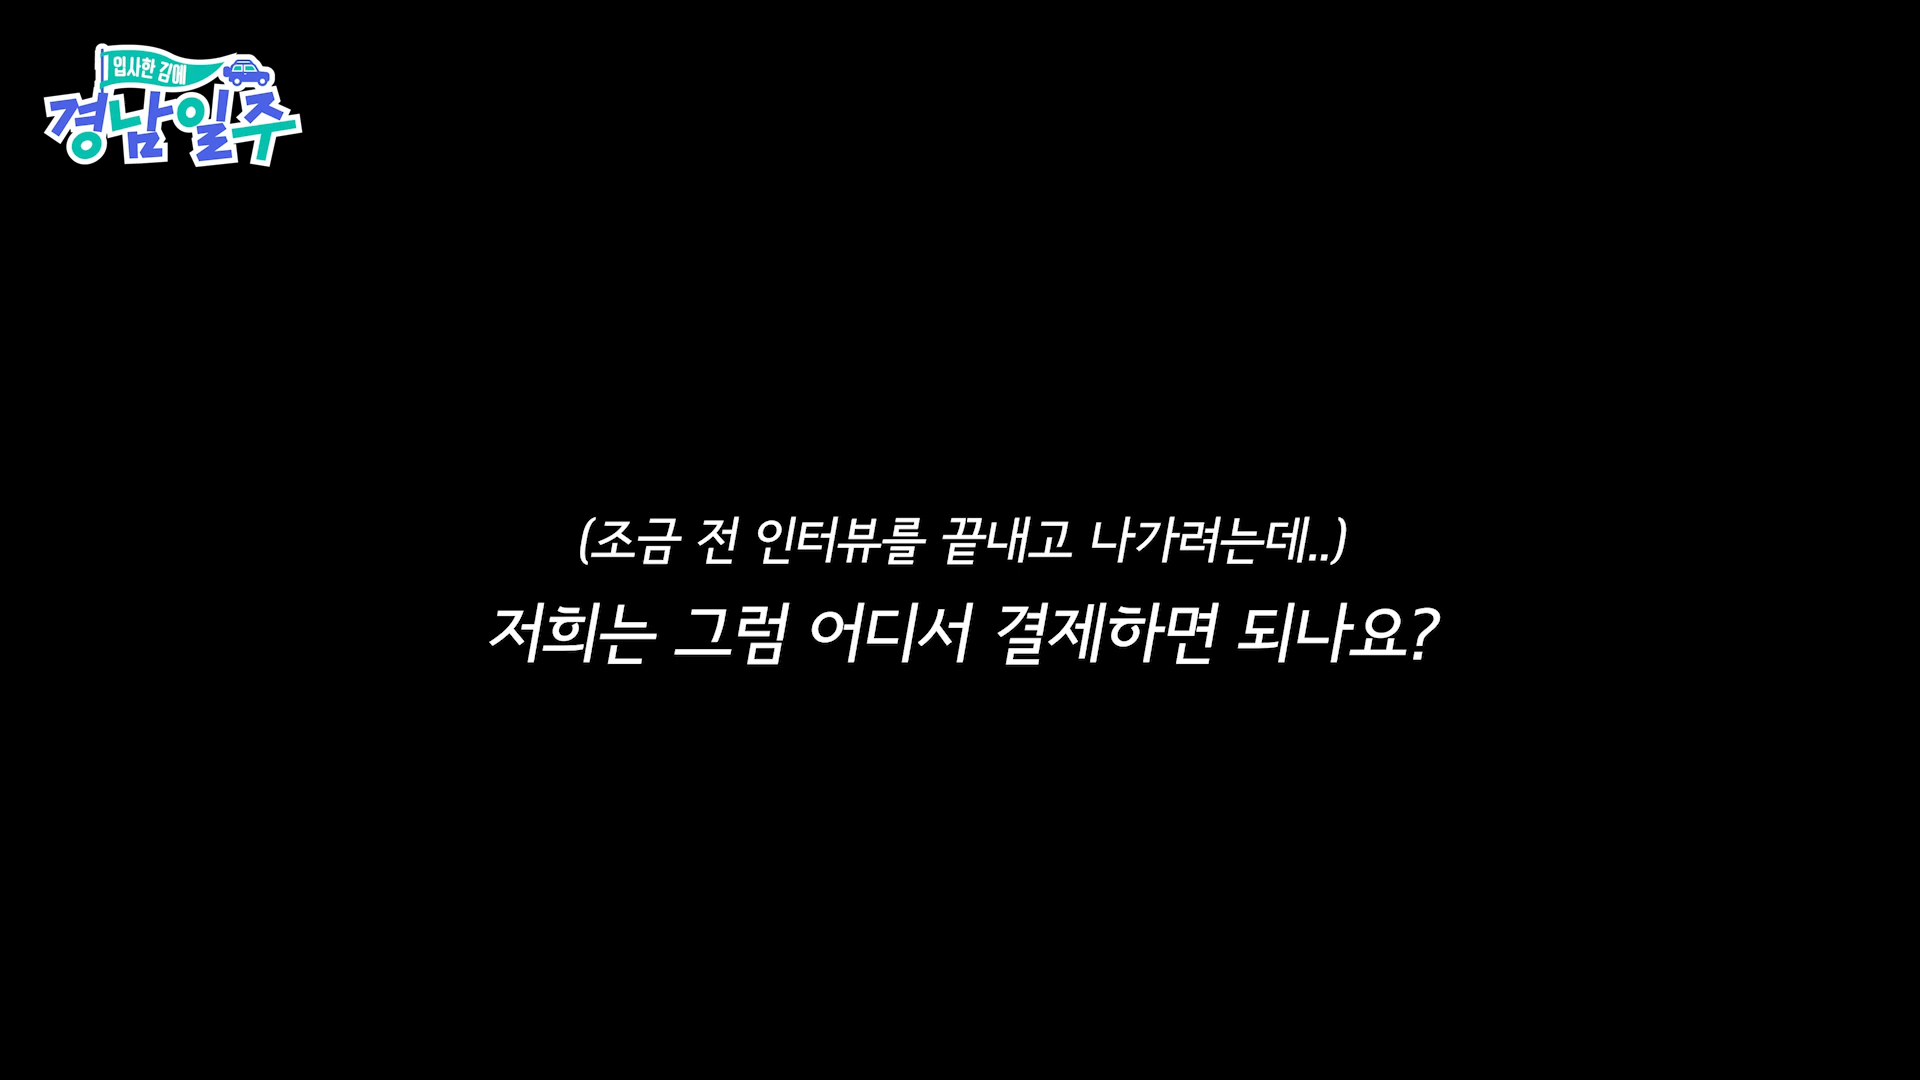 입사한 김에
경남일주
(조금 전 인터뷰를 끝내고 나가려는데..)
저희는 그럼 어디서 결제하면 되나요?